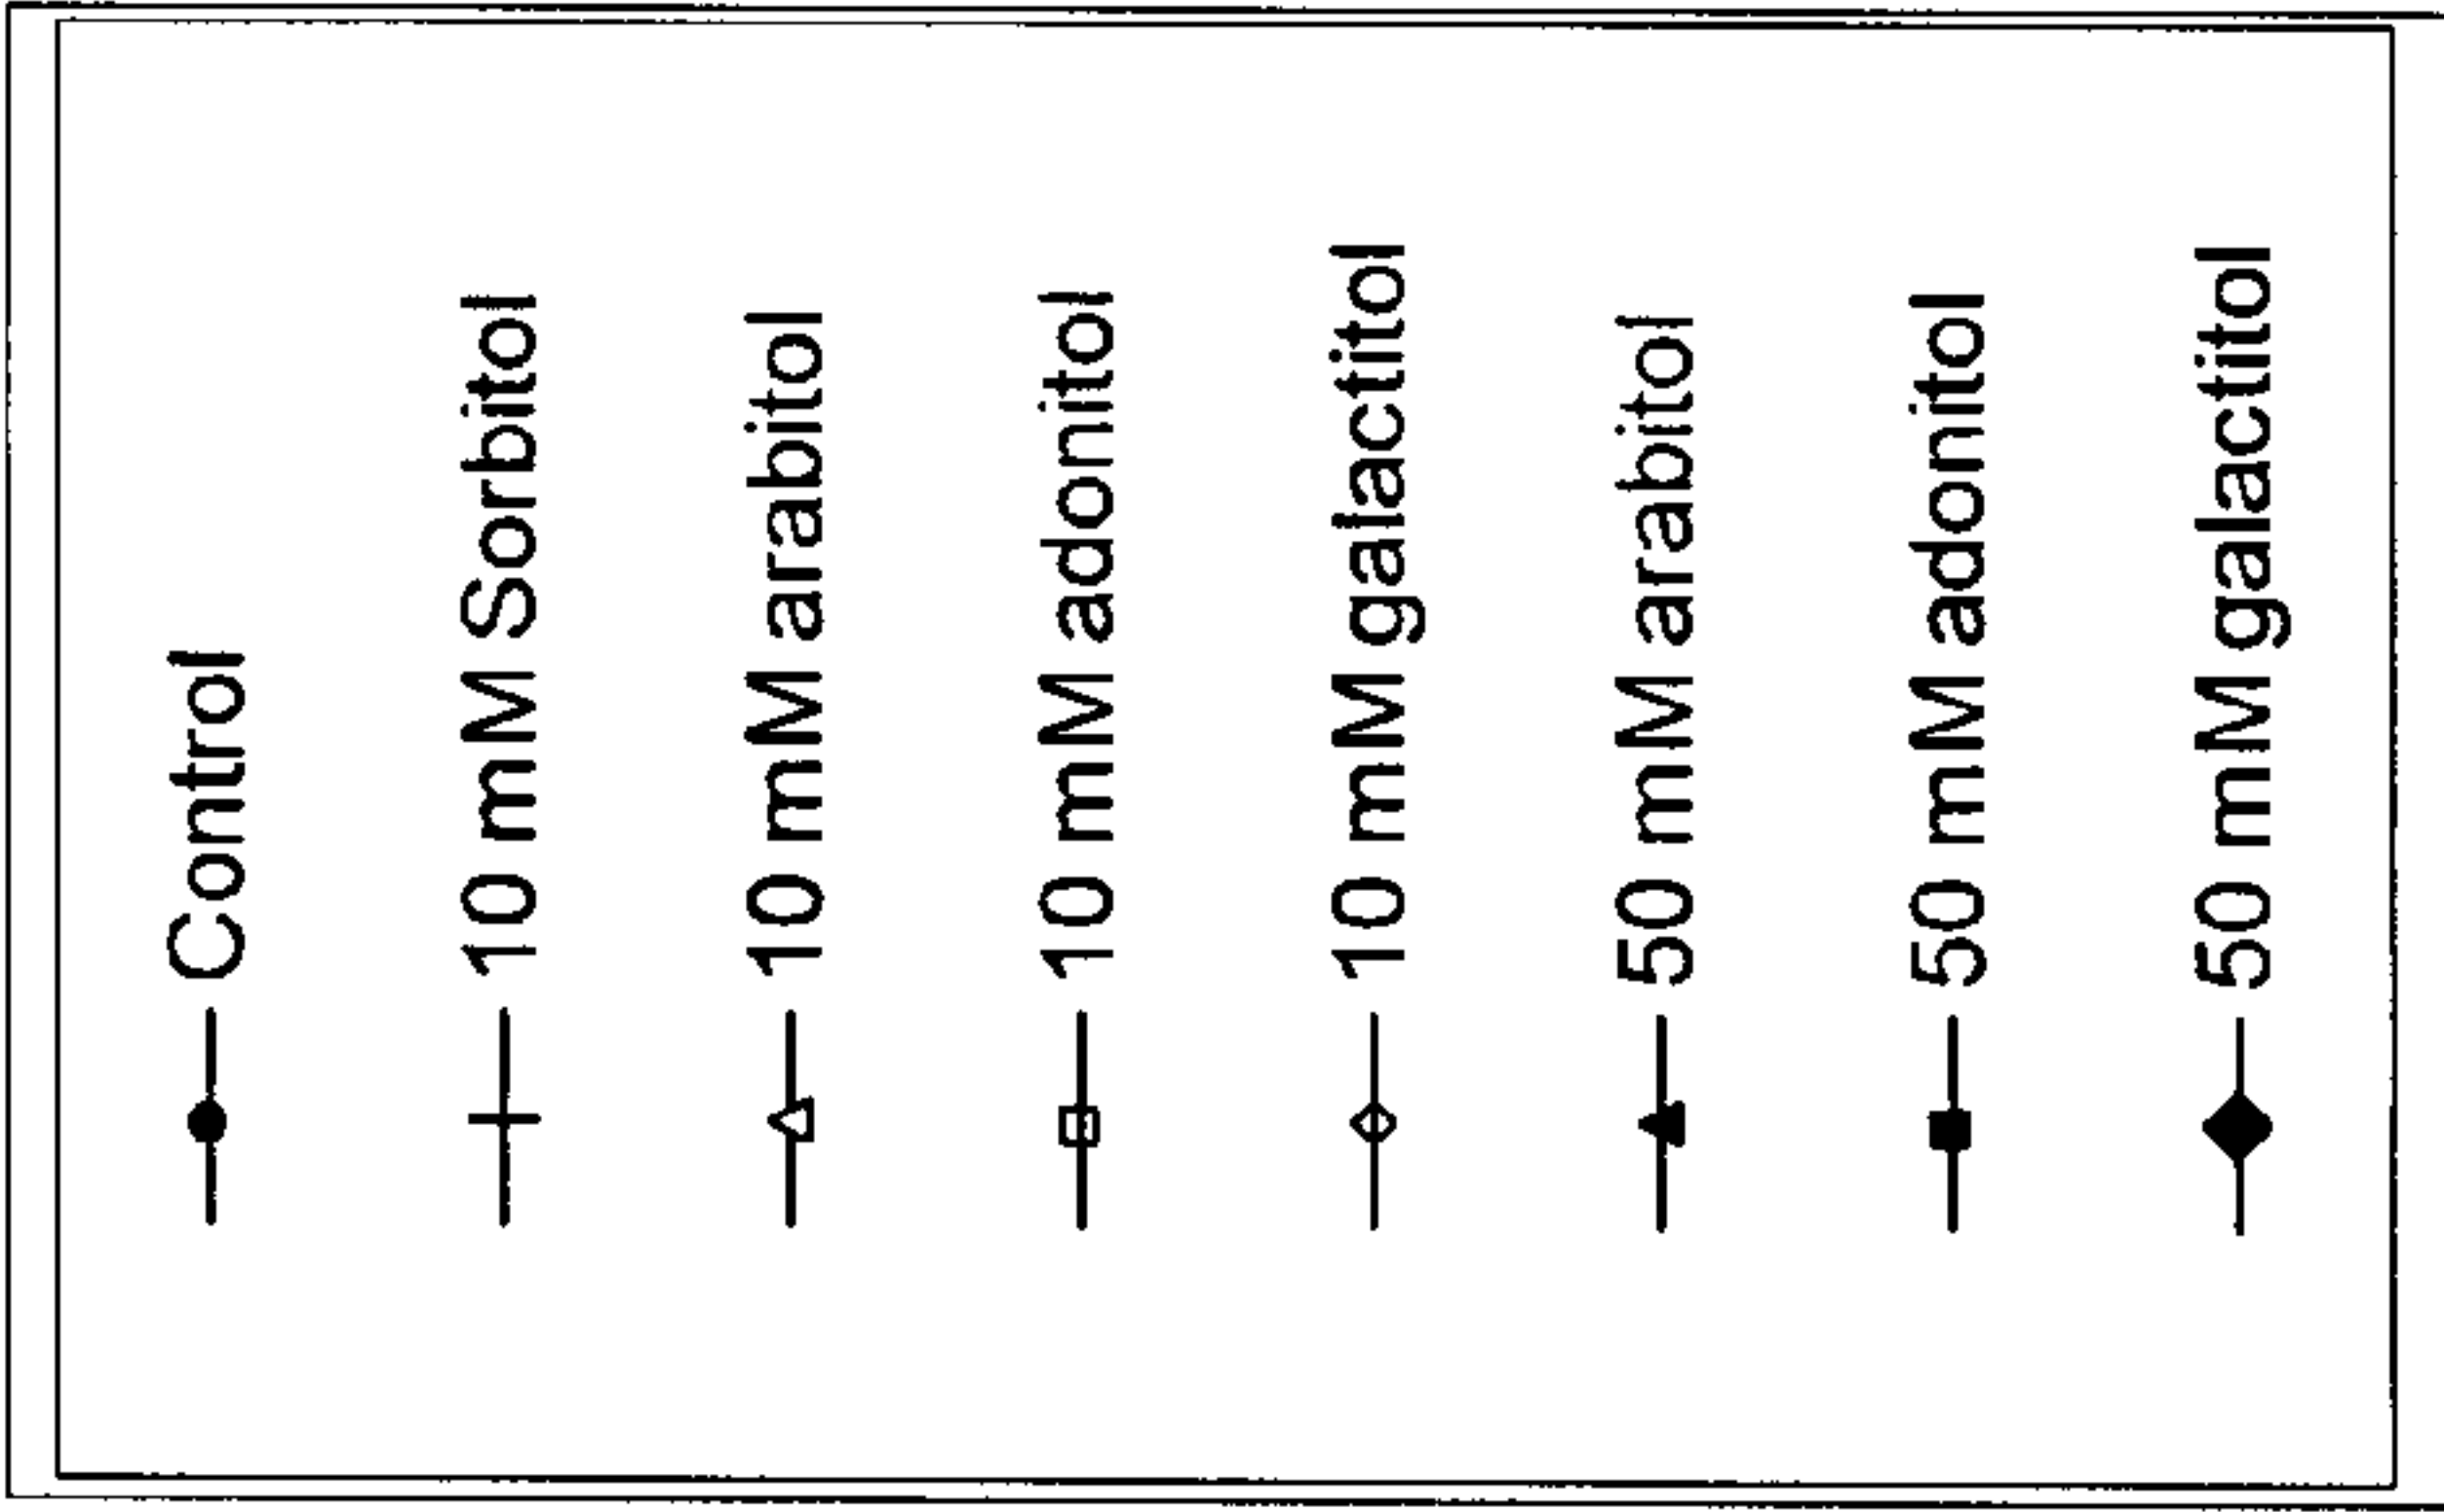 Control
10 mM Sorbitol
10 mM arabitol
10 mM adonitol
10 mM galactitol
50 mM arabitol
50 mM adonitol
50 mM galactitol